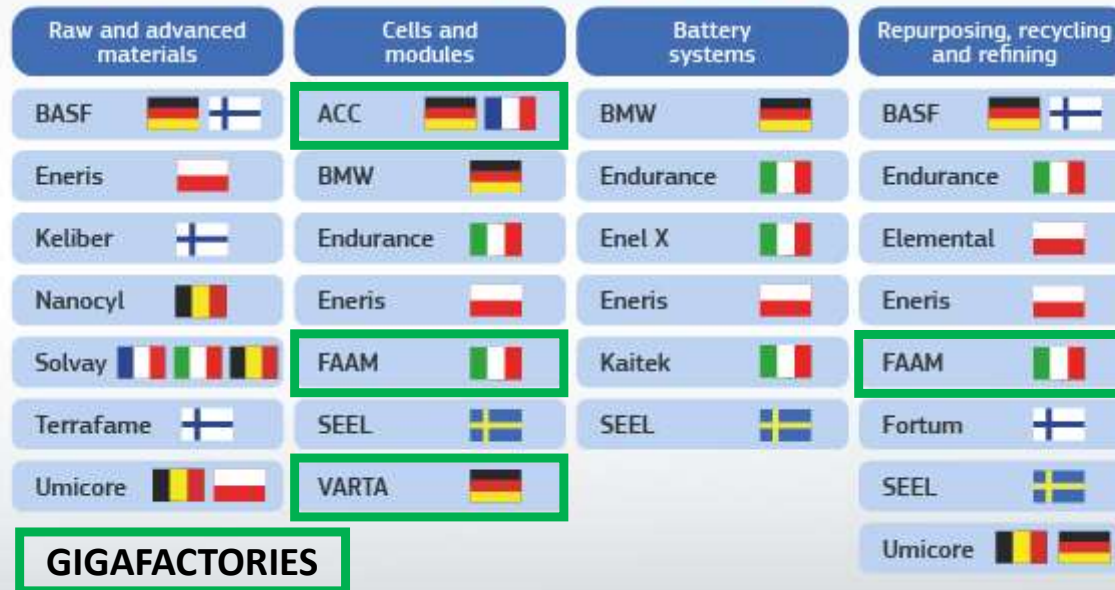 Raw and advanced
materials
BASF
Eneris
Keliber
Nanocyl
Solvay
Terrafame
Umicore
Cells and
modules
ACC
BMW
Endurance
Eneris
FAAM
SEEL
VARTA
Battery
systems
BMW
Endurance
Enel X
Eneris
Kaitek
SEEL
Repurposing, recycling
and refining
BASF
Endurance
Elemental
Eneris
FAAM
Fortum
SEEL
Umicore
GIGAFACTORIES